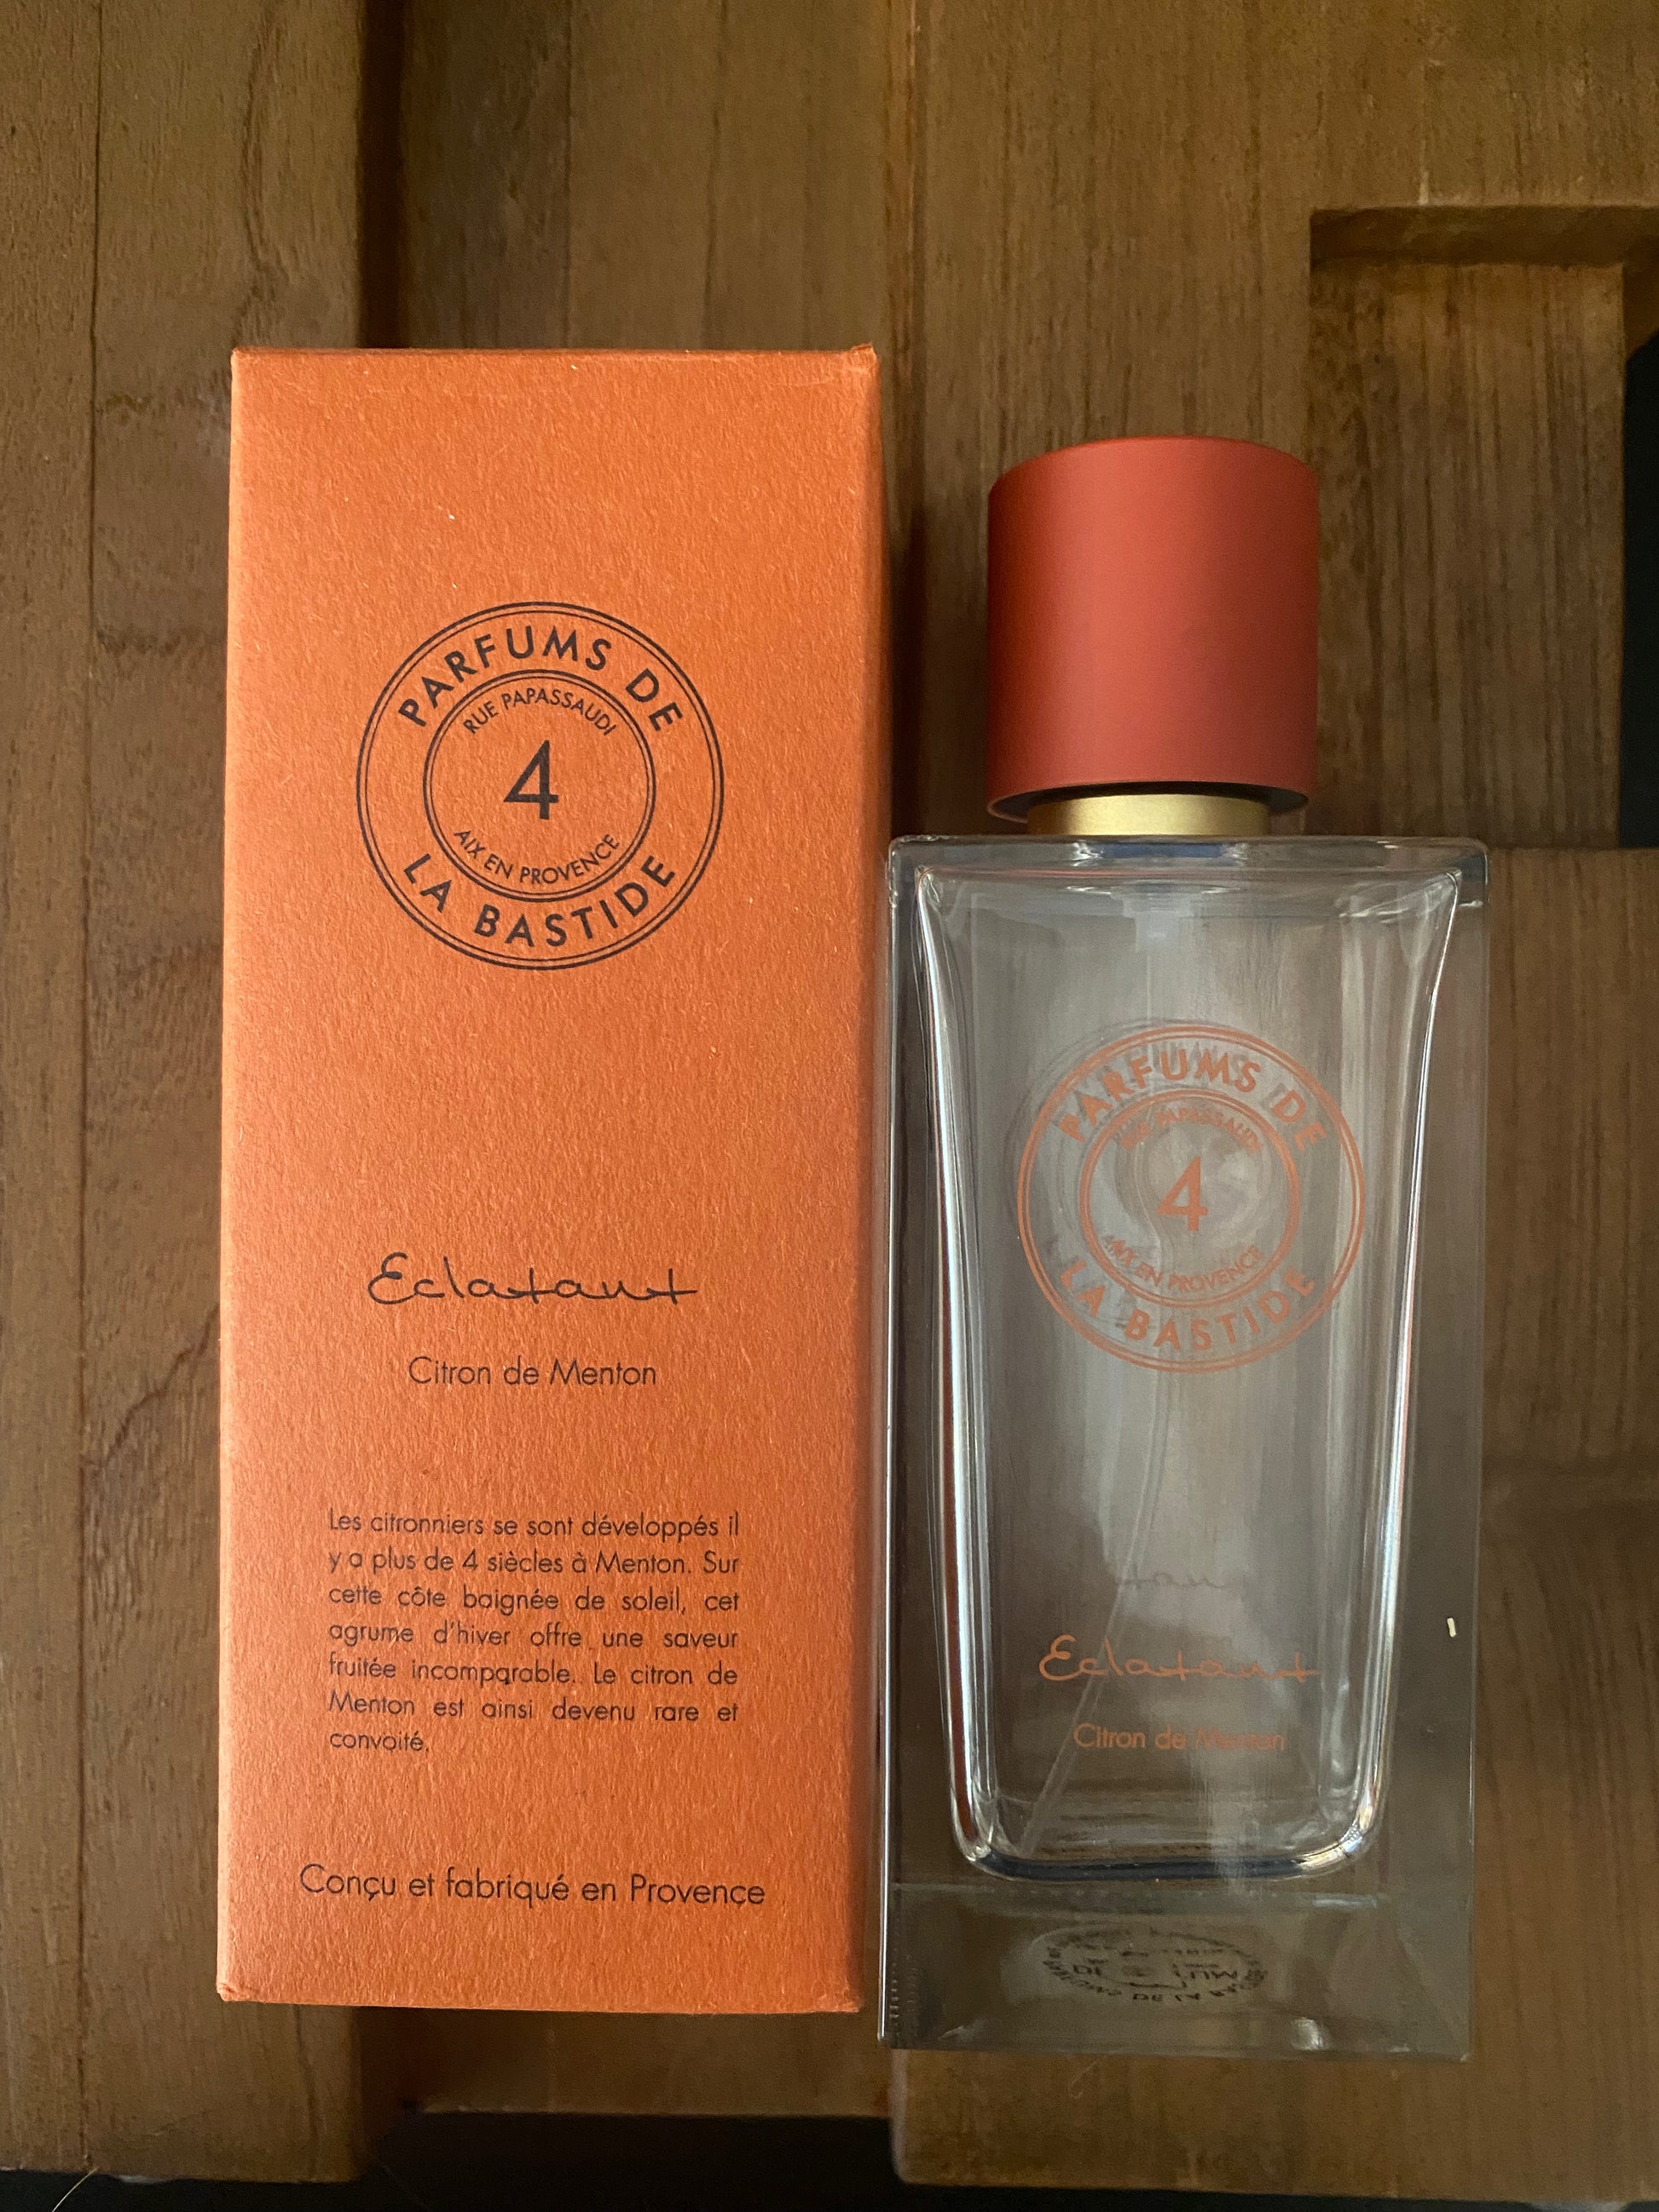 PARFUMS DE
RUE PAPASSAUDI
4
AIX EN PROVENCE
LA BASTIDE
Eclatant
Citron de Menton
Les citronniers se sont développés il
y a plus de 4 siècles à Menton. Sur
cette côte baignée de soleil, cet
agrume d'hiver offre une saveur
fruitée incomparable. Le citron de
Menton est ainsi devenu rare et
convoité.
Conçu et fabriqué en Provence
PARFUMS DE
RUE PAPASSAUDI
4
AIX EN PROVENCE
LA BASTIDE
Eclatant
Citron de Menton